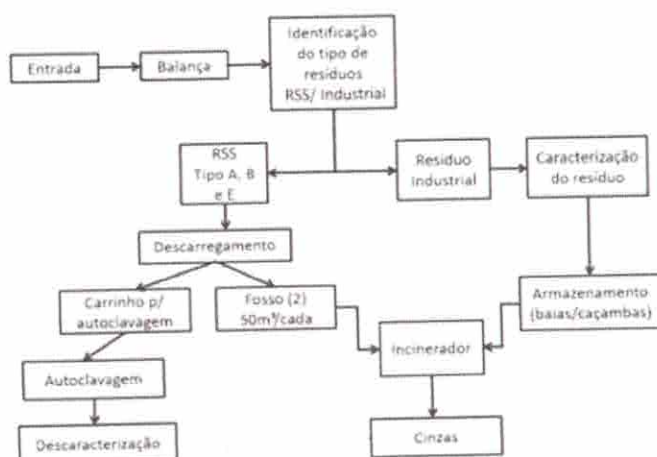 Entrada
Balança
Identificação
do tipo de
resíduos
RSS/ Industrial
RSS
Tipo A, B
e E
Resíduo
Industrial
Caracterização
do resíduo
Descarregamento
Carrinho p/
autoclavagem
Fosso (2)
50m³/cada
Armazenamento
(baias/caçambas)
Incinerador
Autoclavagem
Descaracterização
Cinzas